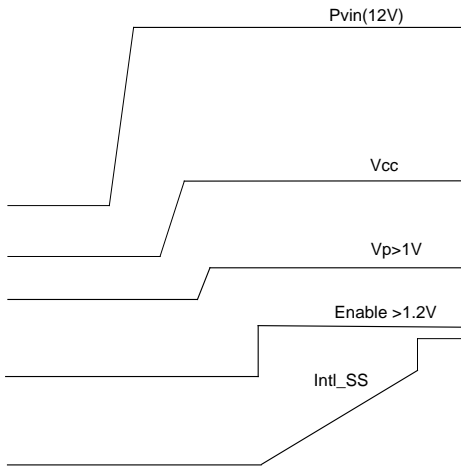 Pvin(12V)
Vcc
Vp>1V
Enable >1.2V
Intl_SS